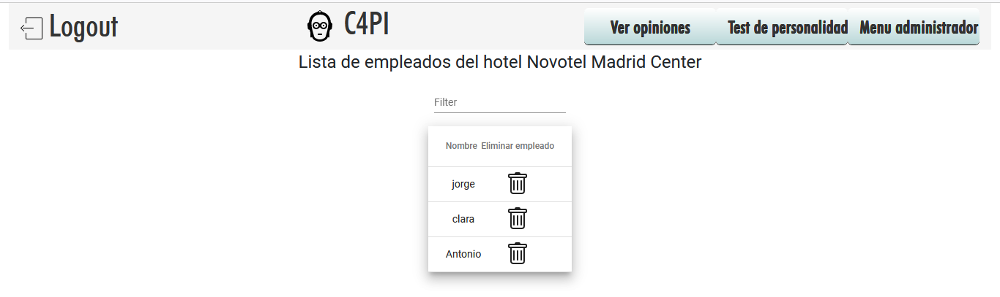 Logout C4PI Ver opiniones Test de personalidad Menu administrador
Lista de empleados del hotel Novotel Madrid Center
Filter
Nombre Eliminar empleado
jorge
clara
Antonio